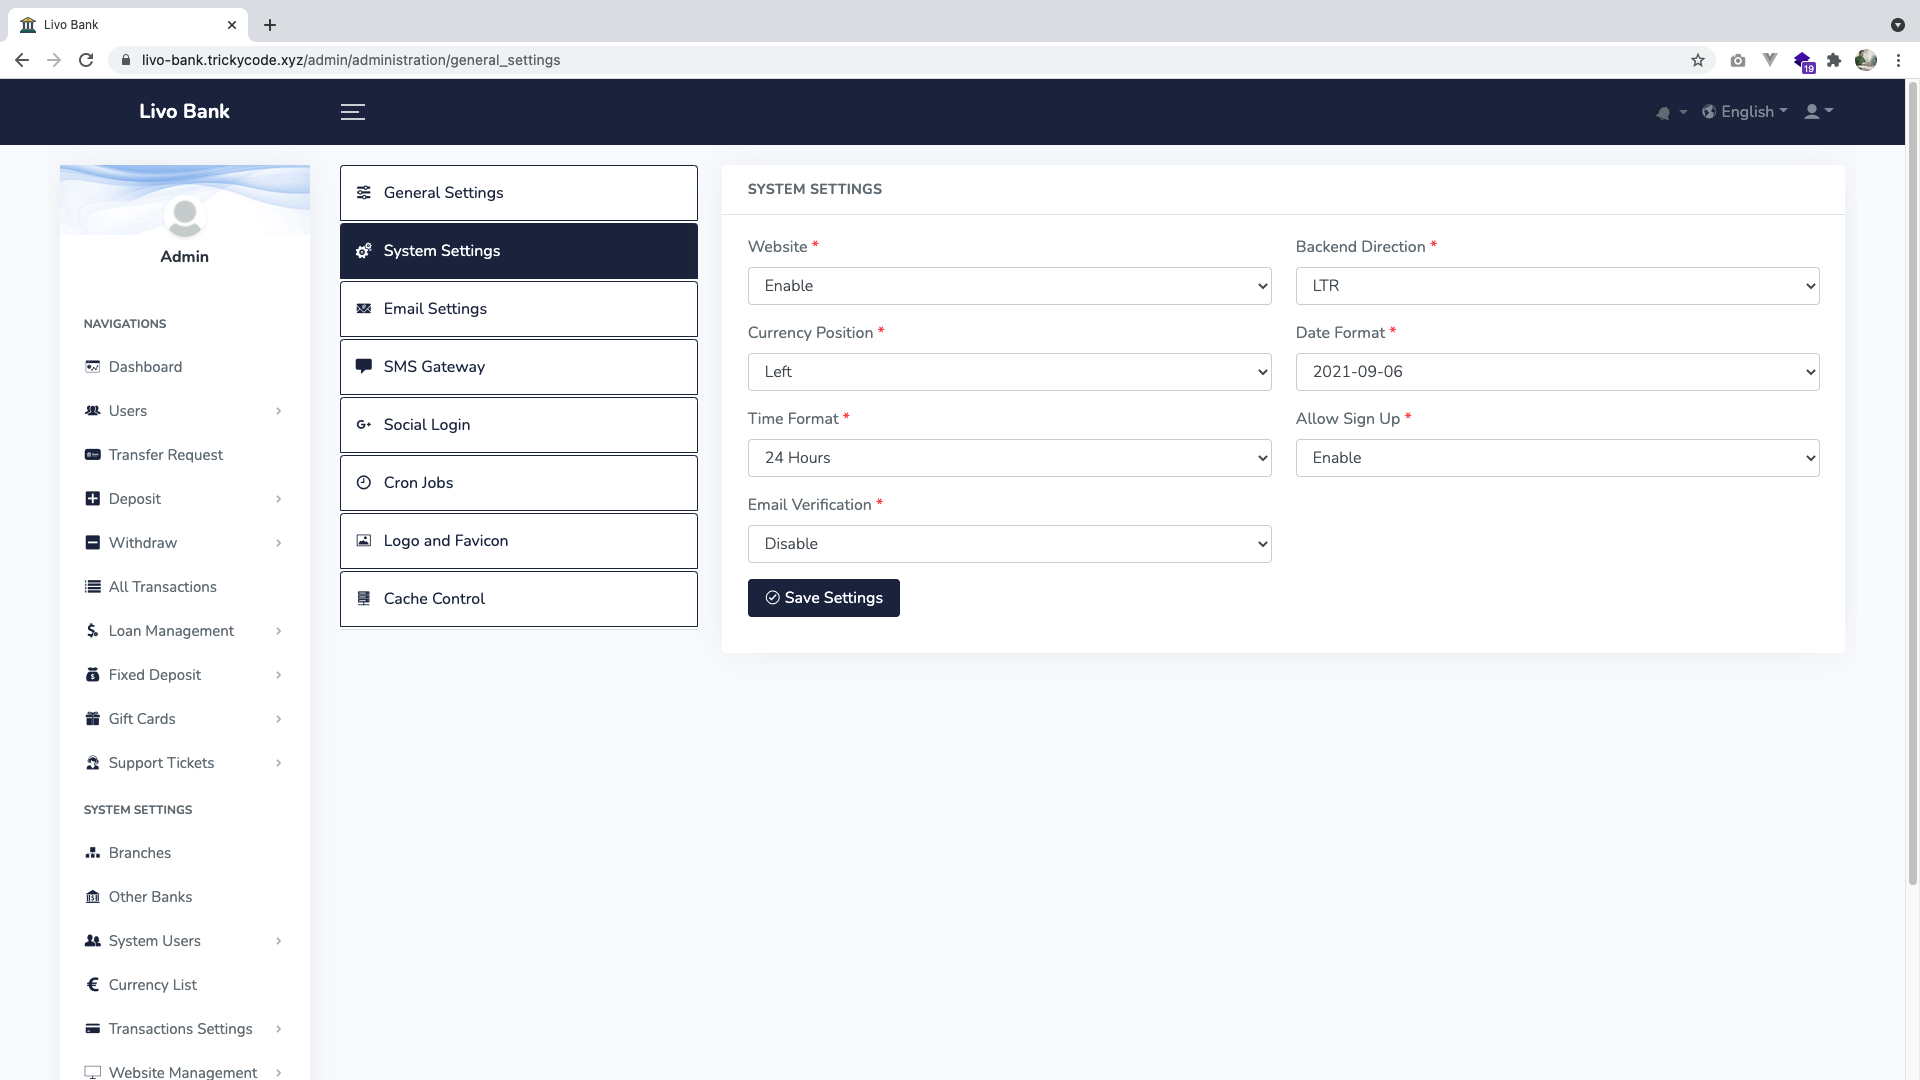 Livo Bank
livo-bank.trickycode.xyz/admin/administration/general_settings
19
Livo Bank
English
Admin
NAVIGATIONS
Dashboard
Users
Transfer Request
Deposit
Withdraw
All Transactions
Loan Management
Fixed Deposit
Gift Cards
Support Tickets
SYSTEM SETTINGS
Branches
Other Banks
System Users
Currency List
Transactions Settings
Website Management
General Settings
System Settings
Email Settings
SMS Gateway
Social Login
Cron Jobs
Logo and Favicon
Cache Control
SYSTEM SETTINGS
Website *
Enable
Backend Direction *
LTR
Currency Position *
Left
Date Format *
2021-09-06
Time Format *
24 Hours
Allow Sign Up *
Enable
Email Verification *
Disable
Save Settings